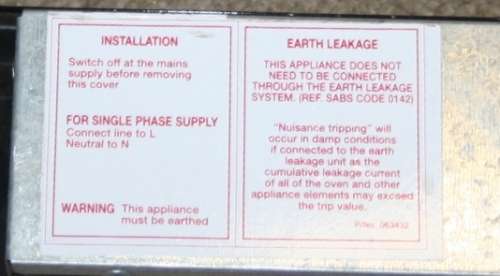 INSTALLATION
Switch off at the mains
supply before removing
this cover
FOR SINGLE PHASE SUPPLY
Connect line to L
Neutral to N
WARNING This appliance
must be earthed
EARTH LEAKAGE
THIS APPLIANCE DOES NOT
NEED TO BE CONNECTED
THROUGH THE EARTH LEAKAGE
SYSTEM. (REF. SABS CODE 0142)
"Nuisance tripping" will
occur in damp conditions
if connected to the earth
leakage unit as the
cumulative leakage current
of all of the oven and other
appliance elements may exceed
the trip value.